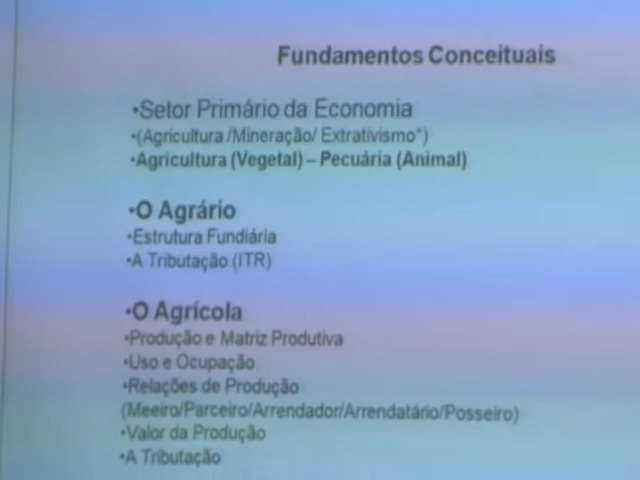 Fundamentos Conceituais
•Setor Primário da Economia
•(Agricultura /Mineração/ Extrativismo*)
•Agricultura (Vegetal) – Pecuária (Animal)
•O Agrário
•Estrutura Fundiária
•A Tributação (ITR)
•O Agrícola
•Produção e Matriz Produtiva
•Uso e Ocupação
•Relações de Produção
(Meeiro/Parceiro/Arrendador/Arrendatário/Posseiro)
•Valor da Produção
•A Tributação